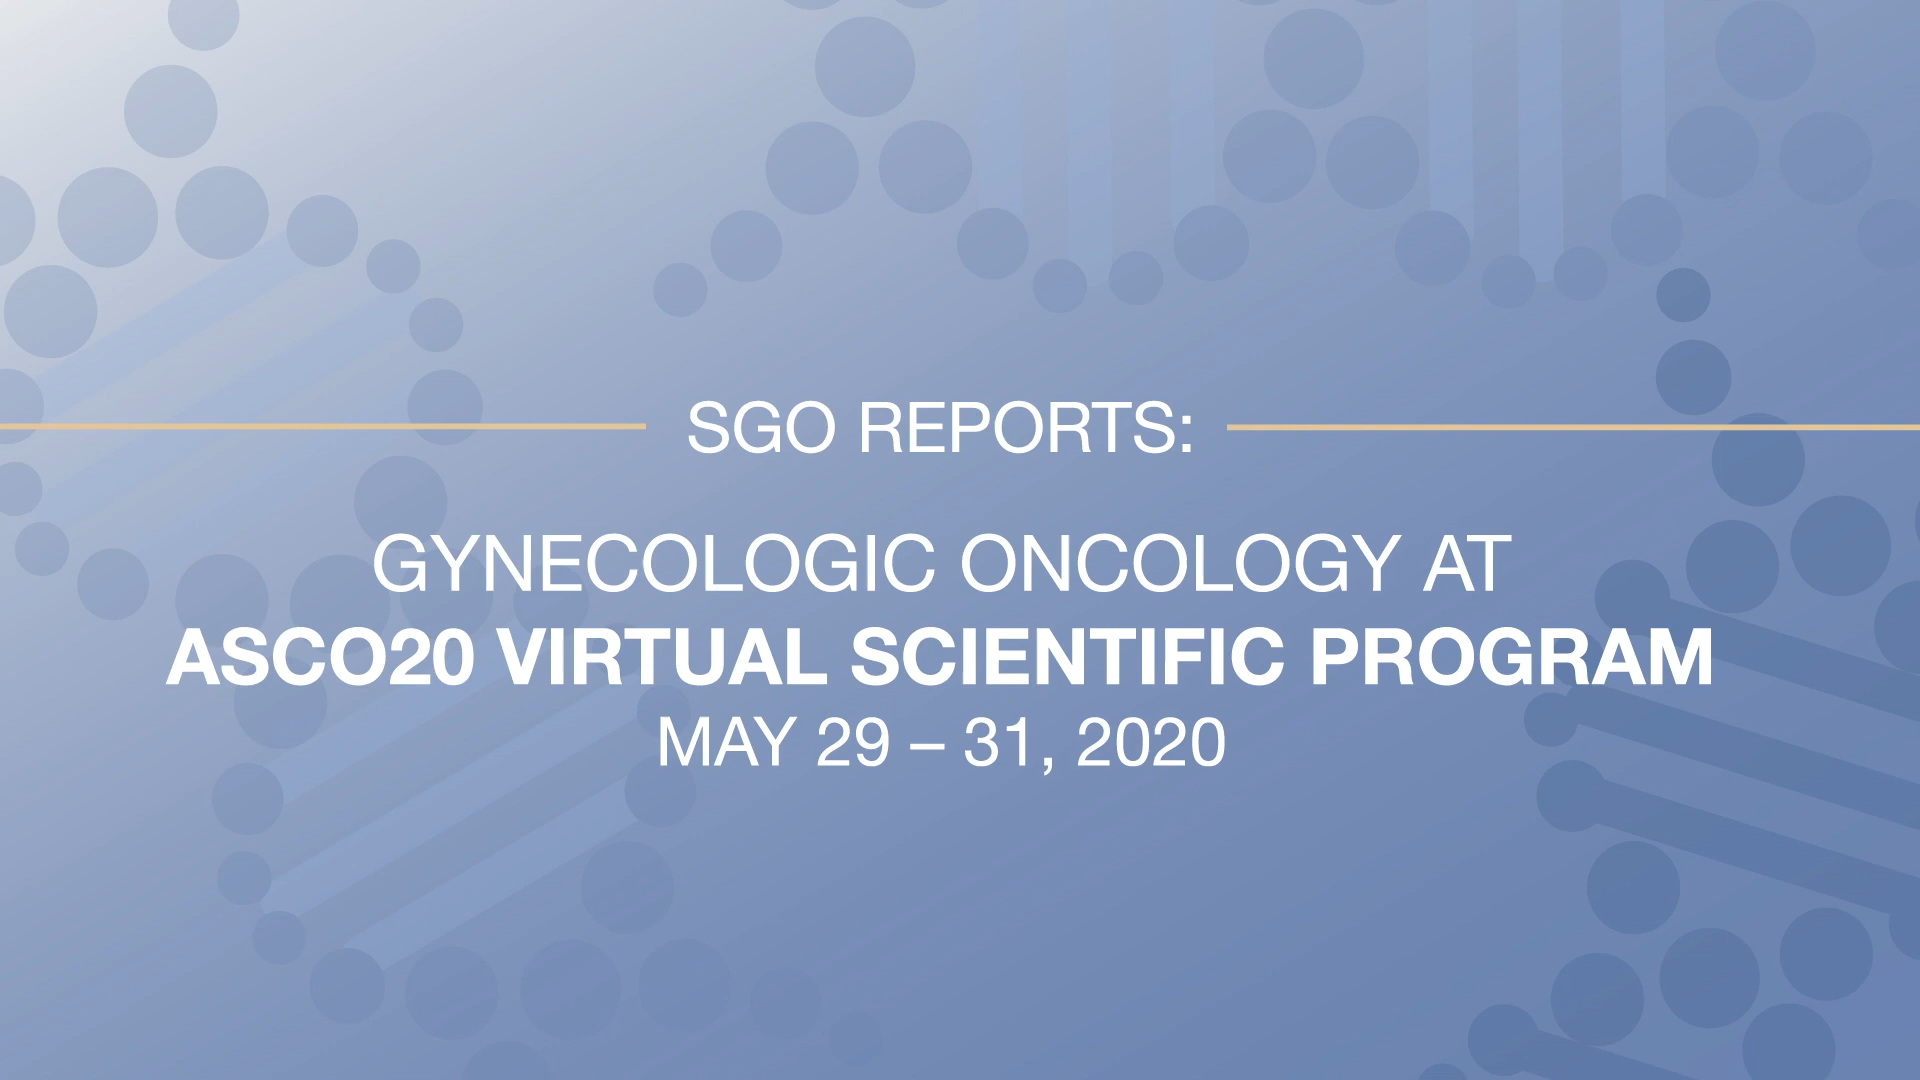 SGO REPORTS:
GYNECOLOGIC ONCOLOGY AT
ASCO20 VIRTUAL SCIENTIFIC PROGRAM
MAY 29 – 31, 2020